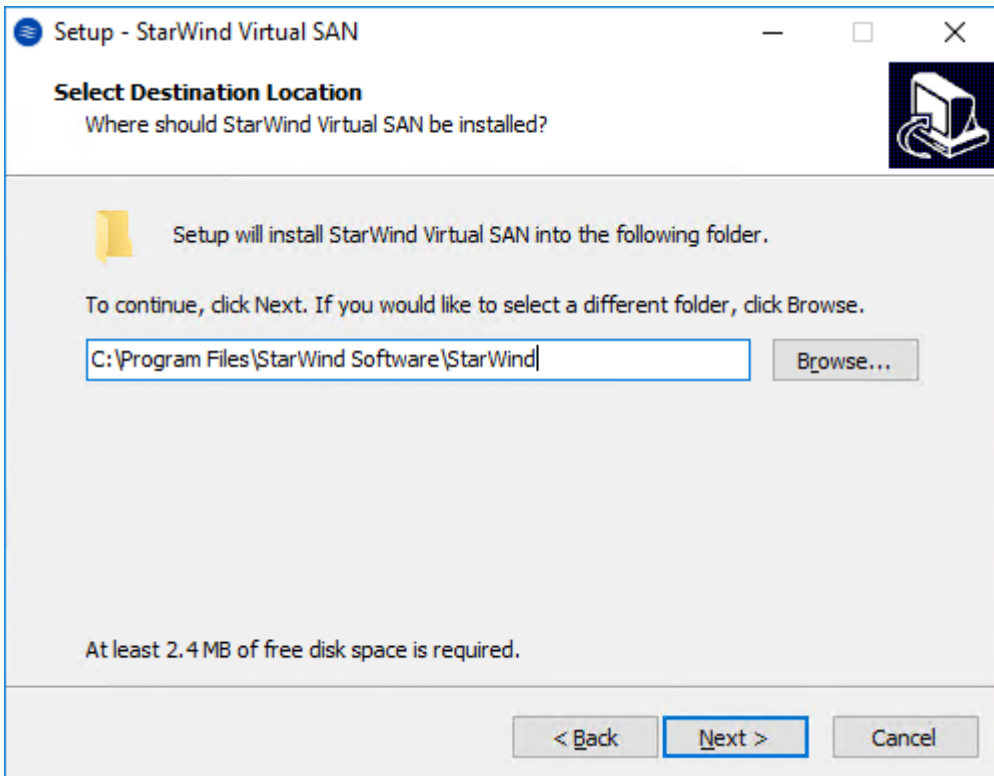 Setup - StarWind Virtual SAN
Select Destination Location
Where should StarWind Virtual SAN be installed?
Setup will install StarWind Virtual SAN into the following folder.
To continue, click Next. If you would like to select a different folder, click Browse.
C:\Program Files\StarWind Software\StarWind
Browse...
At least 2.4 MB of free disk space is required.
< Back
Next >
Cancel